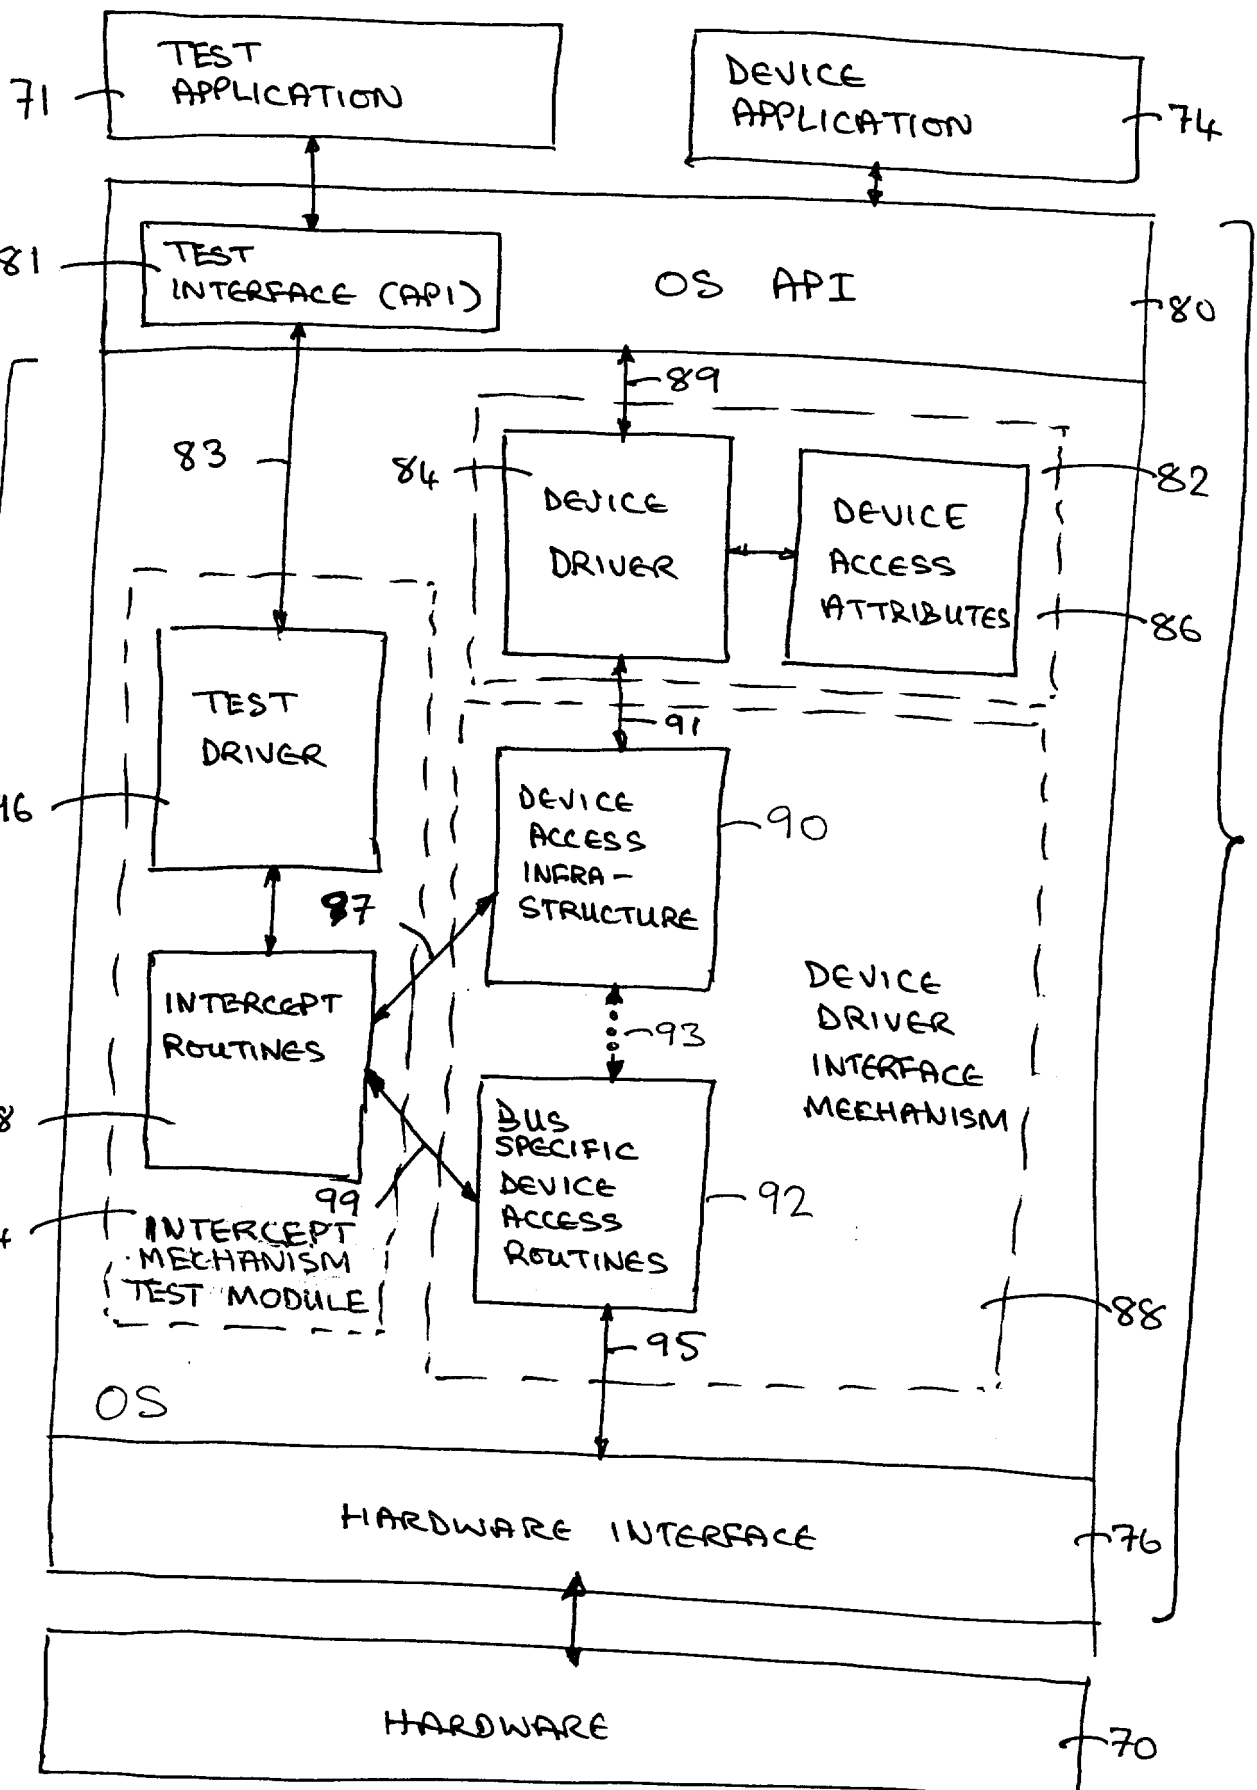 TEST
APPLICATION
71
DEVICE
APPLICATION
74
81
TEST
INTERFACE (API)
OS API
80
89
83
84
DEVICE
DRIVER
DEVICE
ACCESS
ATTRIBUTES
82
86
TEST
DRIVER
91
DEVICE
ACCESS
INFRA-
STRUCTURE
90
97
INTERCEPT
ROUTINES
93
DEVICE
DRIVER
INTERFACE
MECHANISM
BUS
SPECIFIC
DEVICE
ACCESS
ROUTINES
92
99
INTERCEPT
MECHANISM
TEST MODULE
88
95
OS
HARDWARE INTERFACE
76
HARDWARE
70